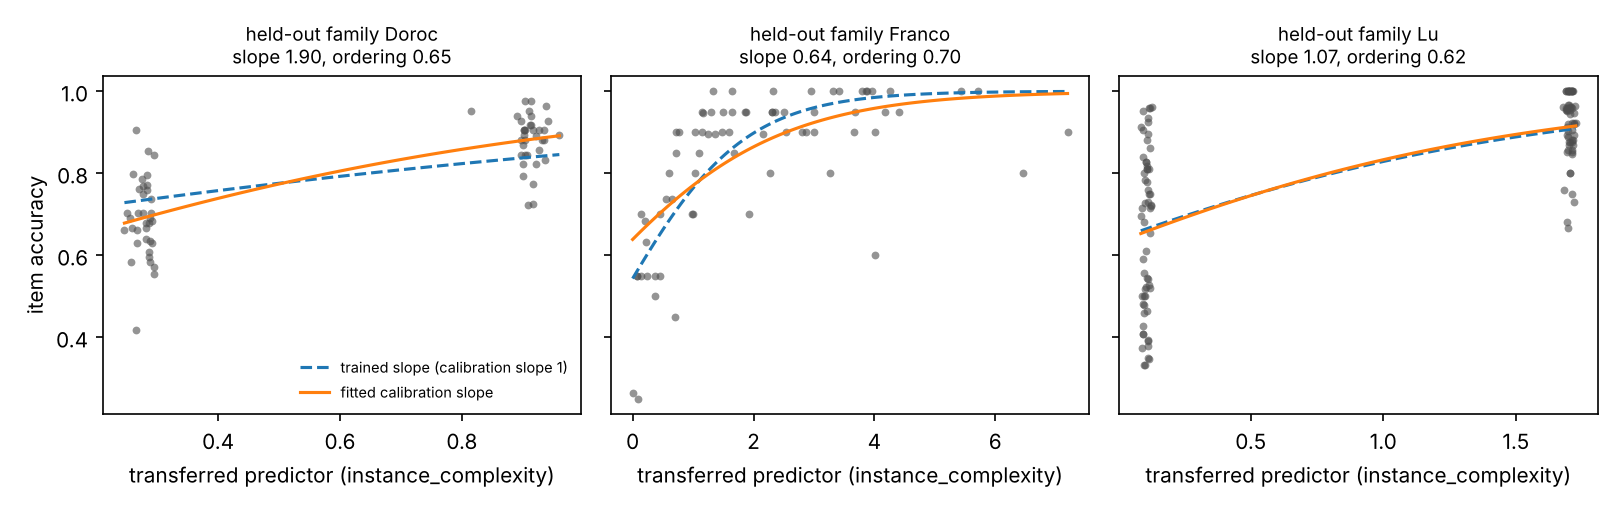 held-out family Doroc
slope 1.90, ordering 0.65
held-out family Franco
slope 0.64, ordering 0.70
held-out family Lu
slope 1.07, ordering 0.62
item accuracy
1.0
0.8
0.6
0.4
trained slope (calibration slope 1)
fitted calibration slope
0.4 0.6 0.8
0 2 4 6
0.5 1.0 1.5
transferred predictor (instance_complexity)
transferred predictor (instance_complexity)
transferred predictor (instance_complexity)